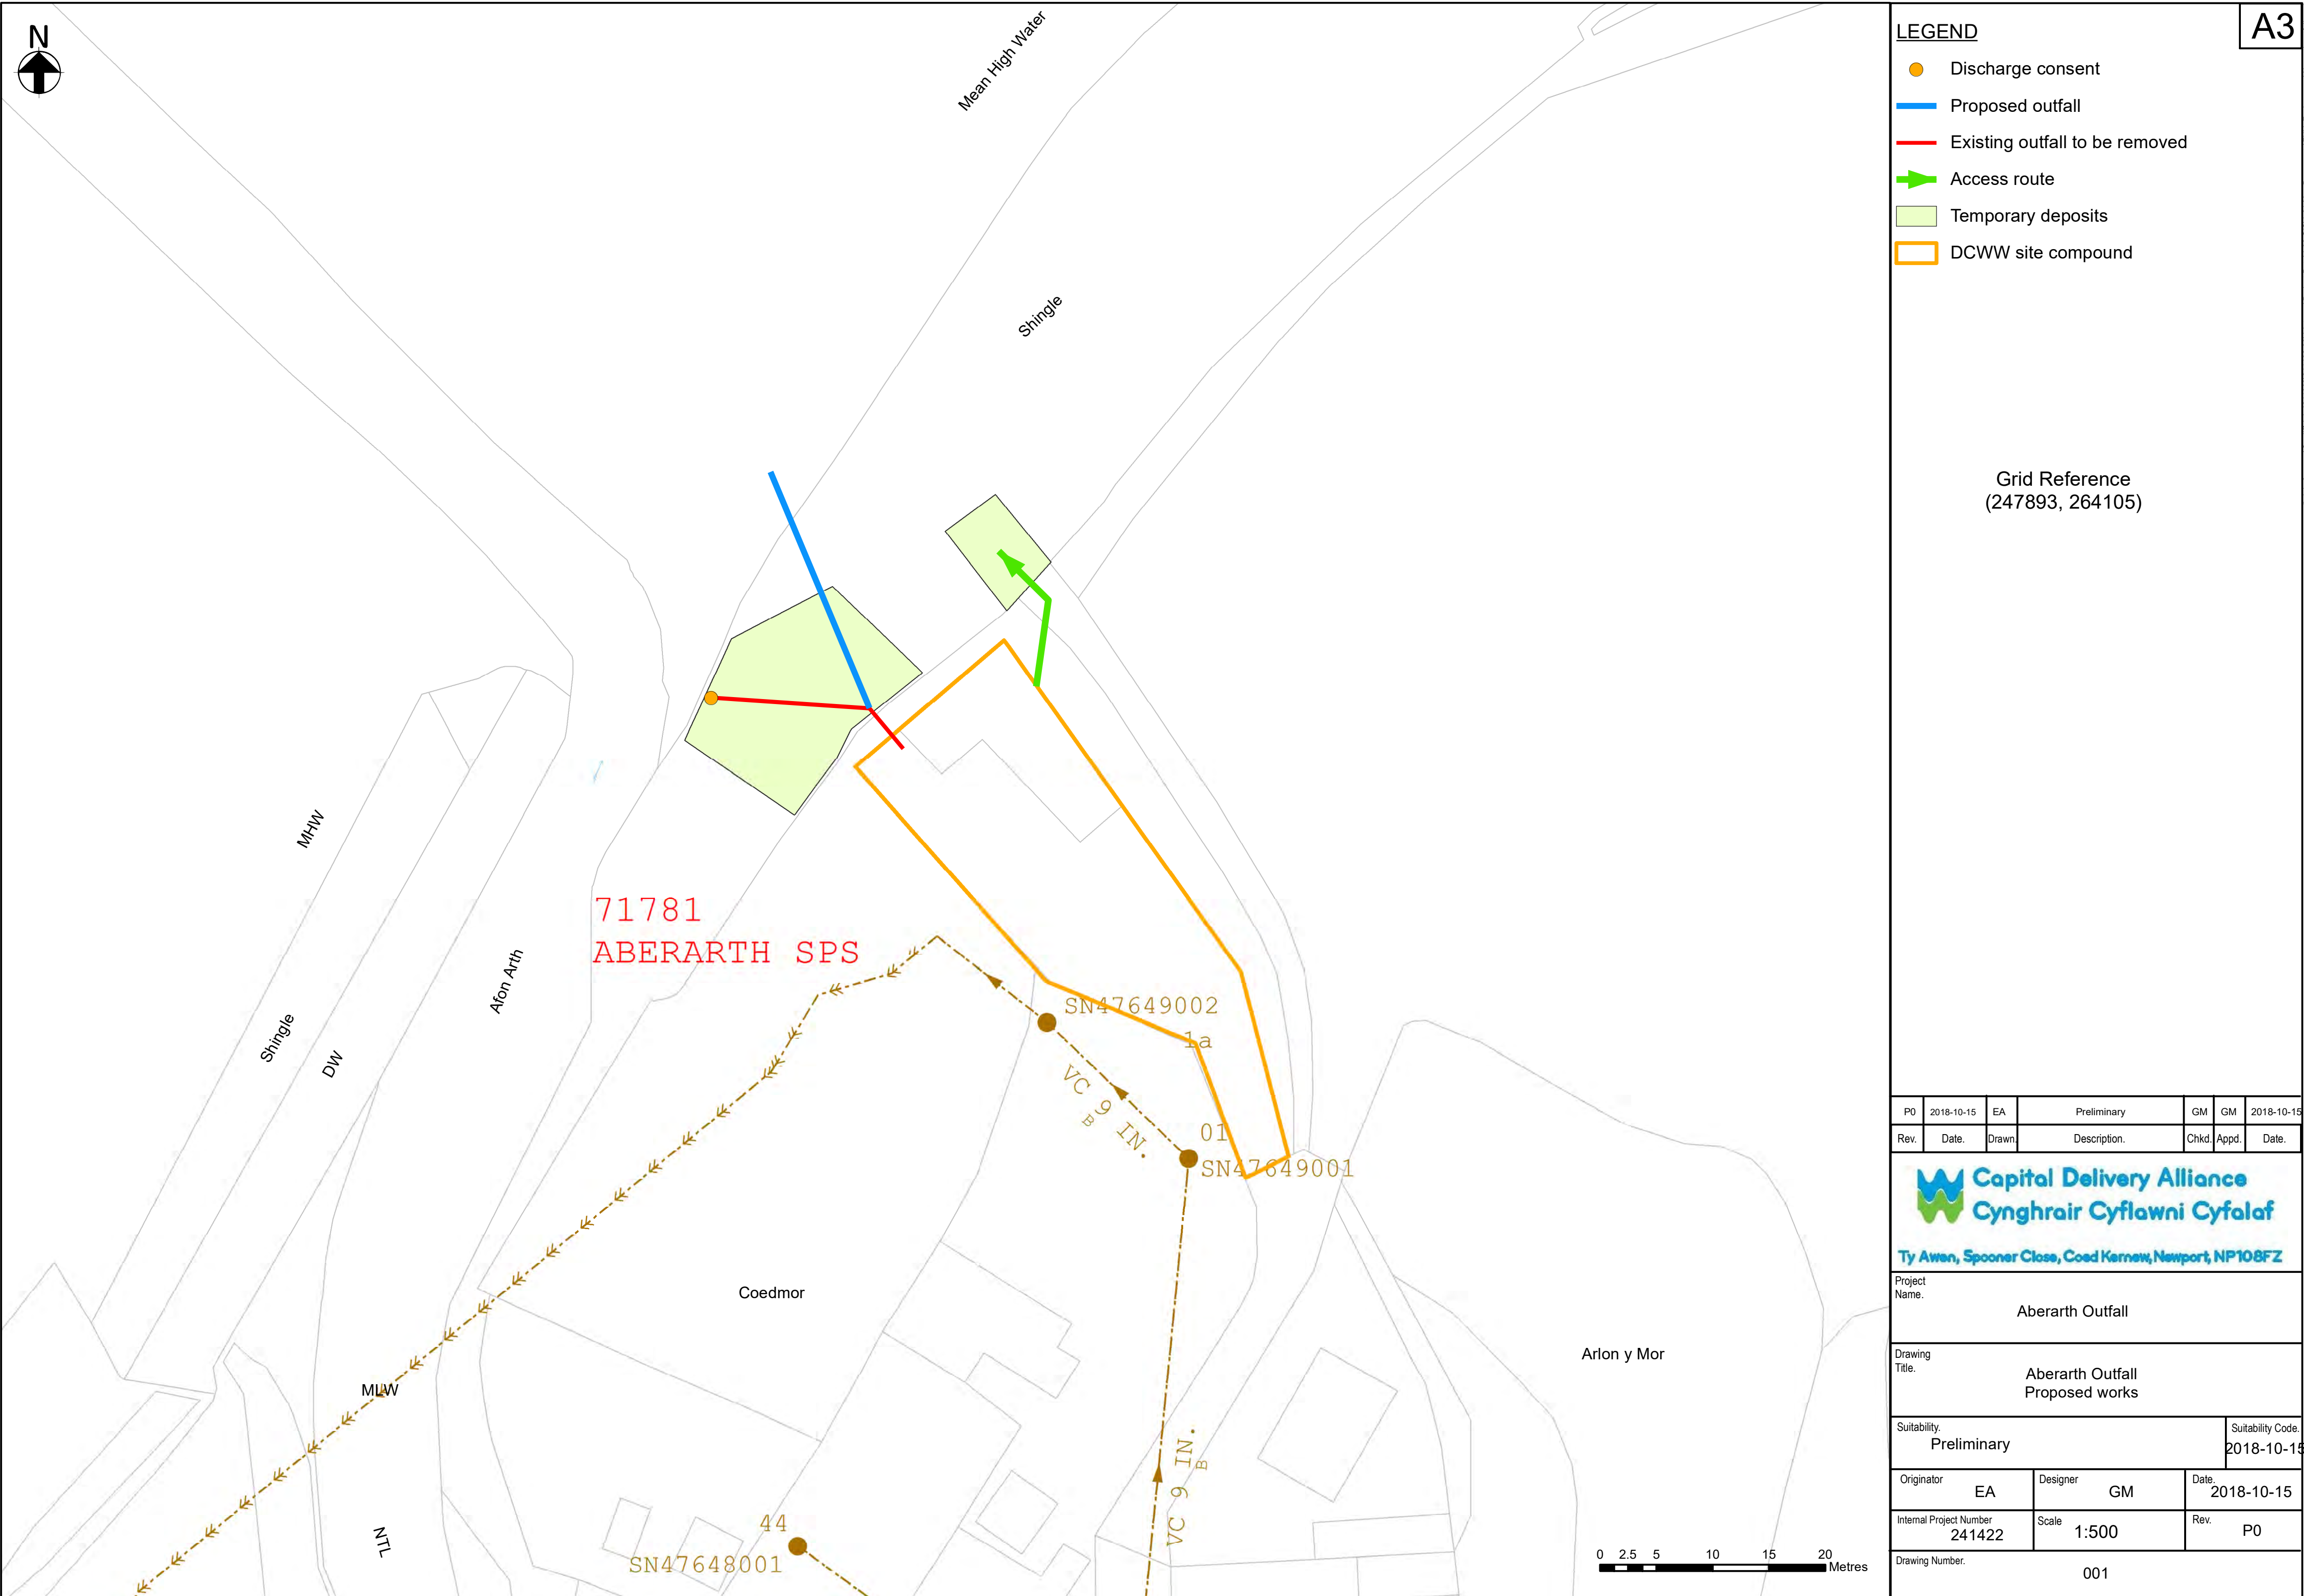 N
Mean High Water
Shingle
MHW
Shingle
DW
Afon Arth
71781
ABERARTH SPS
SN47649002
1a
VC 9 IN.
B
01
SN47649001
Coedmor
Arlon y Mor
MLW
NTL
44
SN47648001
VC 9 IN.
B
0 2.5 5 10 15 20
Metres
A3
LEGEND
Discharge consent
Proposed outfall
Existing outfall to be removed
Access route
Temporary deposits
DCWW site compound
Grid Reference
(247893, 264105)
P0 2018-10-15 EA Preliminary GM GM 2018-10-15
Rev. Date. Drawn. Description. Chkd. Appd. Date.
Capital Delivery Alliance
Cynghrair Cyflawni Cyfalaf
Ty Awen, Spooner Close, Coed Kernew, Newport, NP108FZ
Project
Name.
Aberarth Outfall
Drawing
Title.
Aberarth Outfall
Proposed works
Suitability.
Preliminary
Suitability Code.
2018-10-15
Originator
EA
Designer
GM
Date.
2018-10-15
Internal Project Number
241422
Scale
1:500
Rev.
P0
Drawing Number.
001